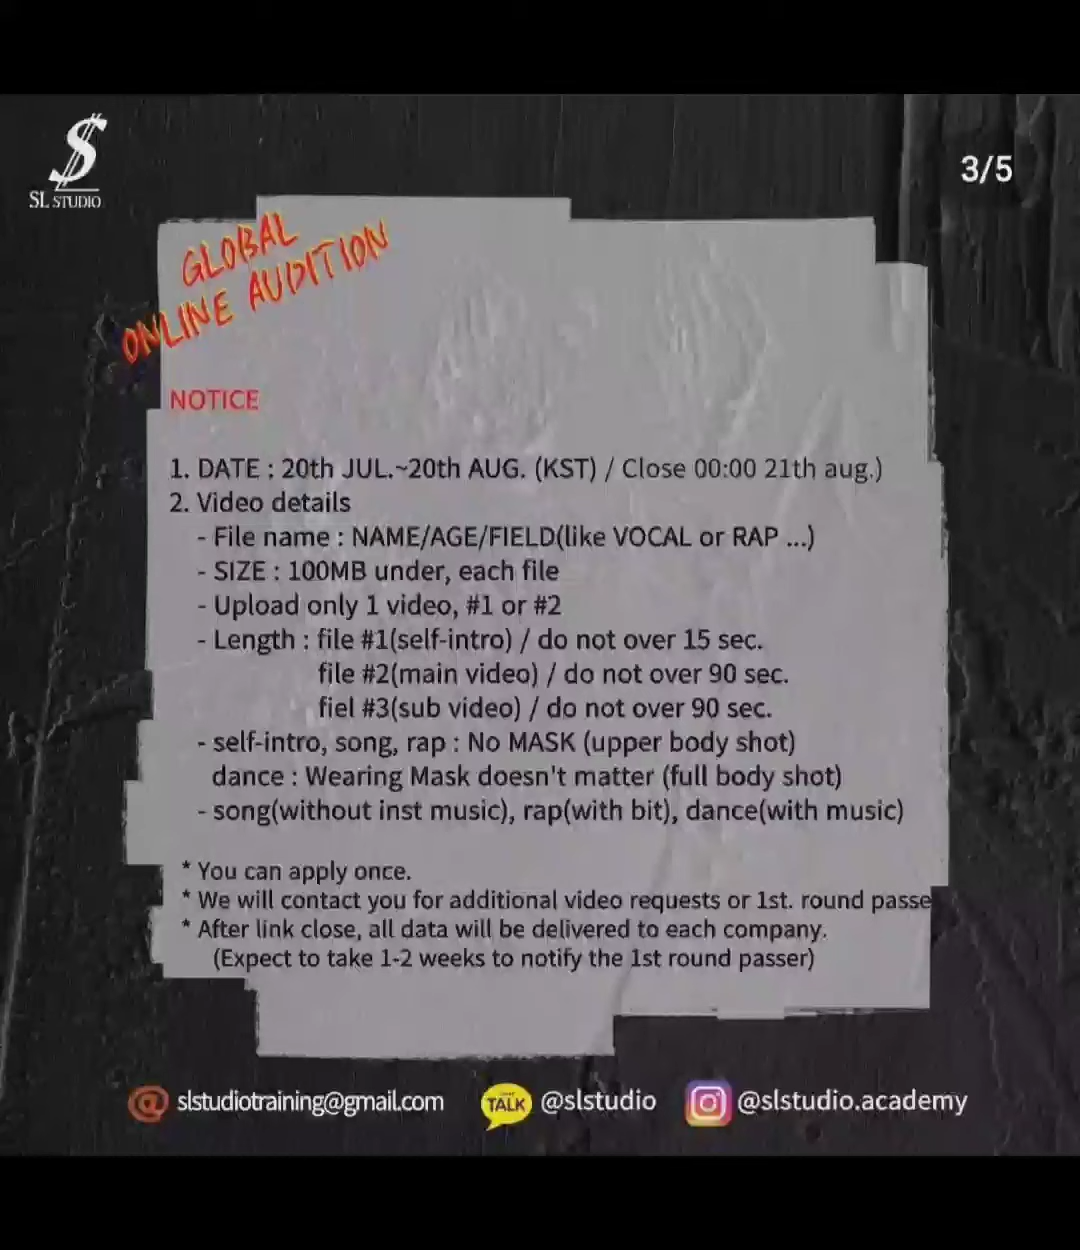 SL STUDIO
3/5
GLOBAL
ONLINE AUDITION
NOTICE
1. DATE : 20th JUL.~20th AUG. (KST) / Close 00:00 21th aug.)
2. Video details
- File name : NAME/AGE/FIELD(like VOCAL or RAP ...)
- SIZE : 100MB under, each file
- Upload only 1 video, #1 or #2
- Length : file #1(self-intro) / do not over 15 sec.
file #2(main video) / do not over 90 sec.
fiel #3(sub video) / do not over 90 sec.
- self-intro, song, rap : No MASK (upper body shot)
dance : Wearing Mask doesn't matter (full body shot)
- song(without inst music), rap(with bit), dance(with music)
* You can apply once.
* We will contact you for additional video requests or 1st. round passe
* After link close, all data will be delivered to each company.
(Expect to take 1-2 weeks to notify the 1st round passer)
@ slstudiotraining@gmail.com TALK @slstudio @slstudio.academy